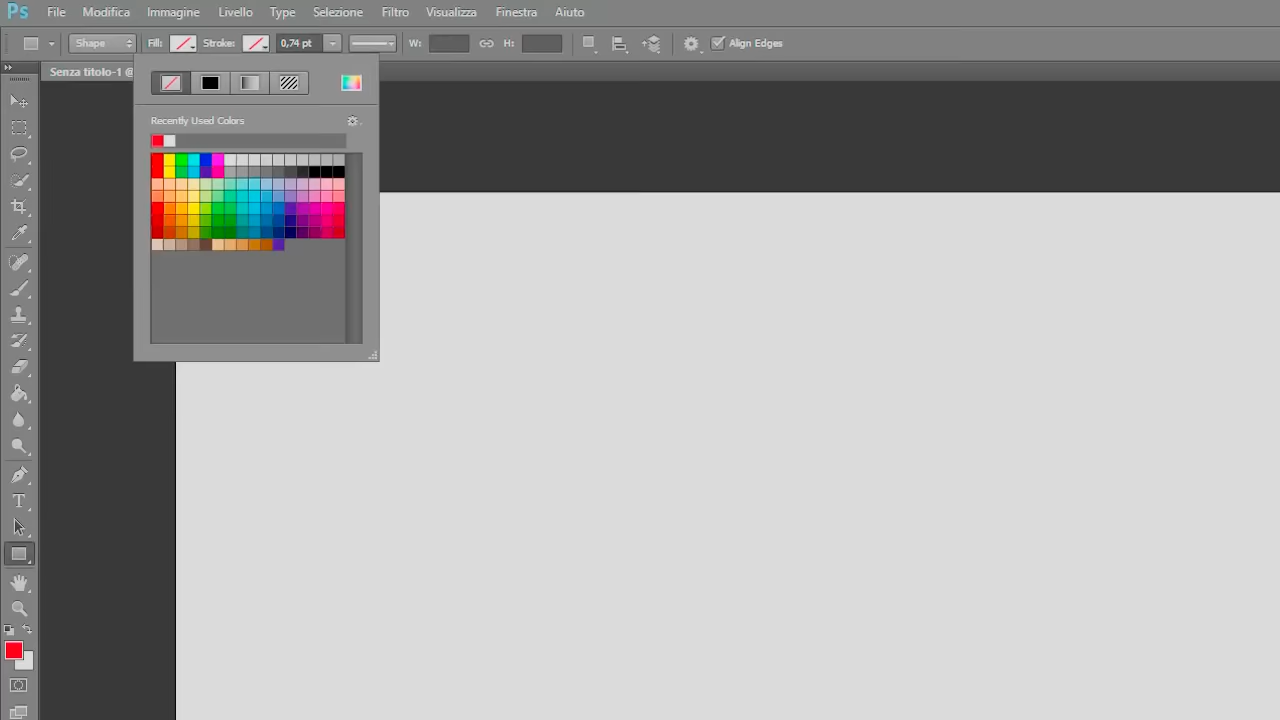 Ps File Modifica Immagine Livello Type Selezione Filtro Visualizza Finestra Aiuto
Shape Fill: Stroke: 0,74 pt W: H: Align Edges
Senza titolo-1 @
Recently Used Colors
T